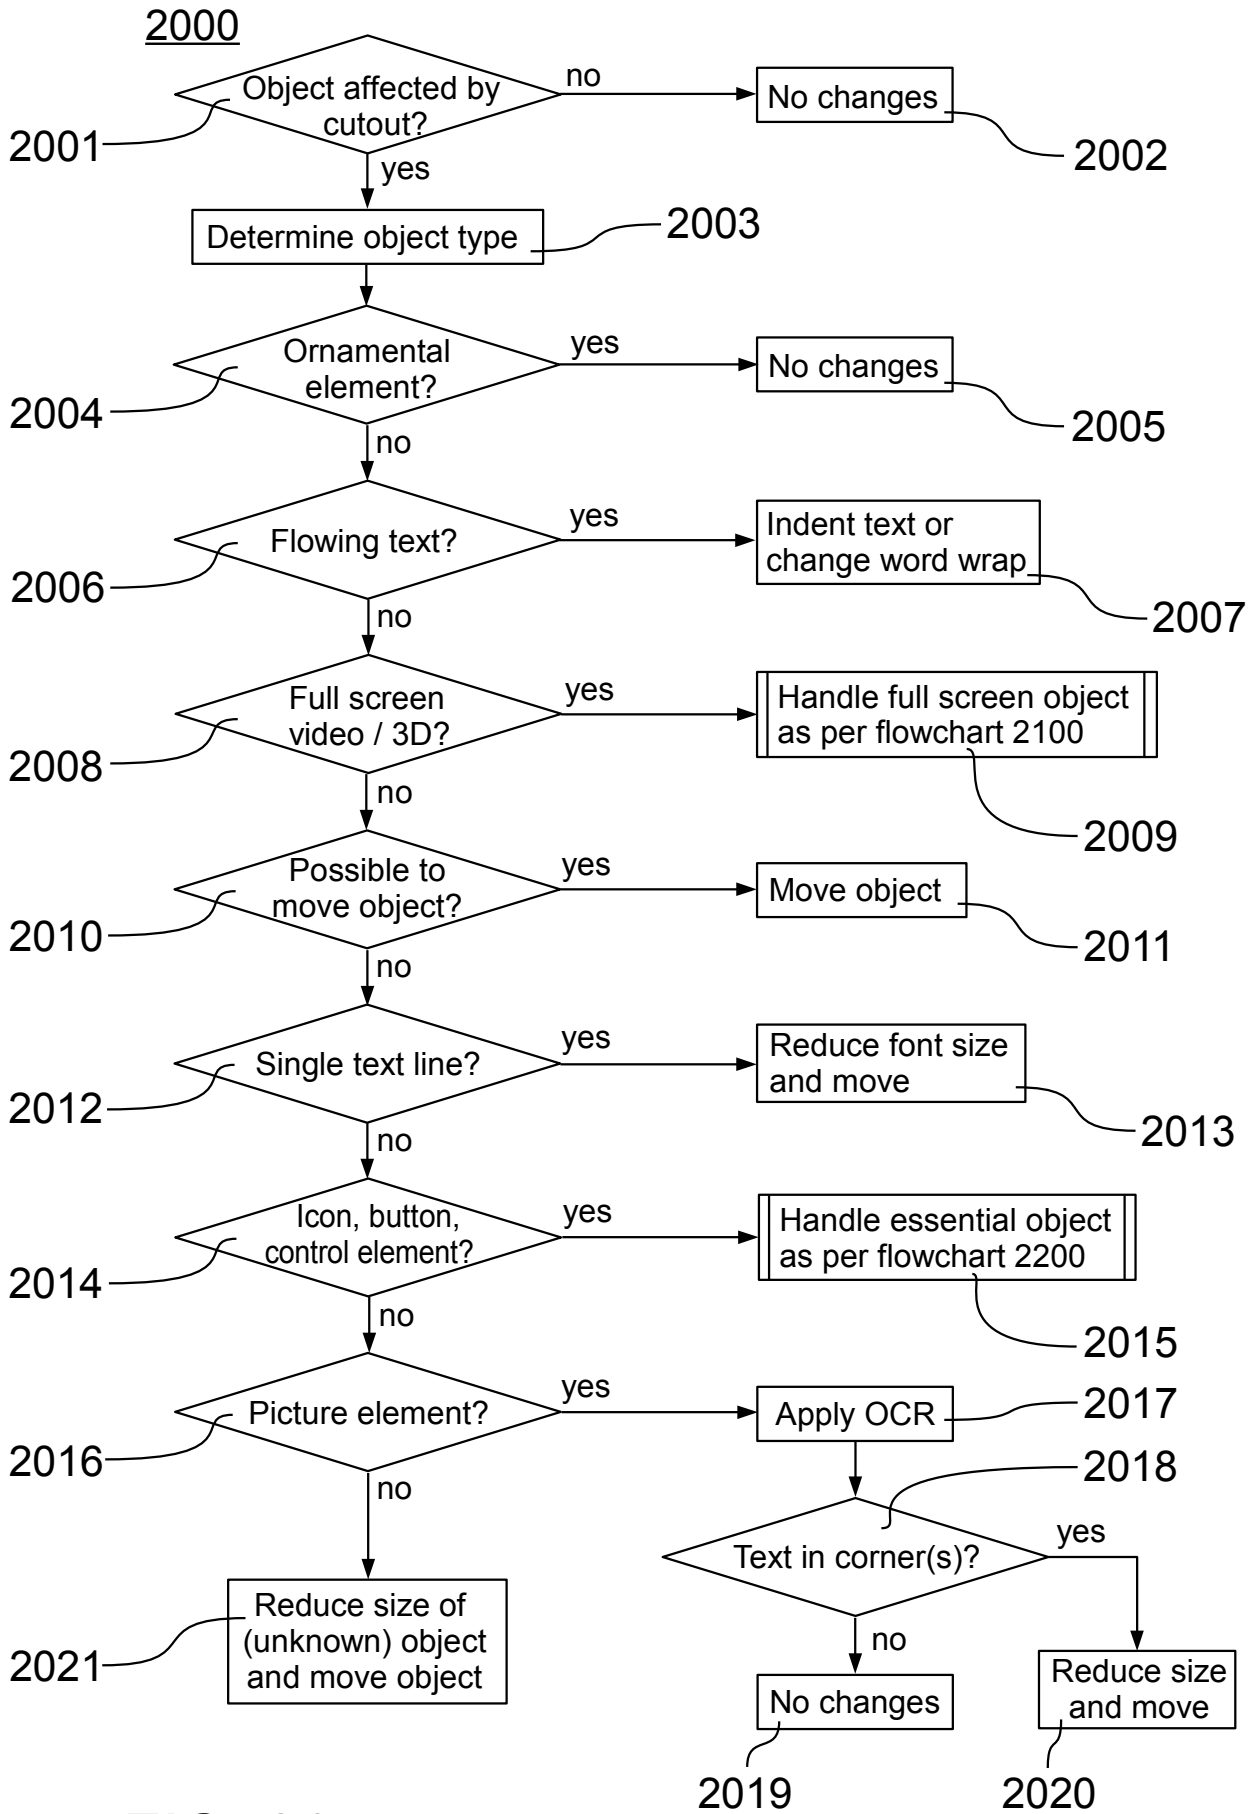 2000
Object affected by
cutout?
no
No changes
2001
2002
yes
Determine object type
2003
Ornamental
element?
yes
No changes
2004
2005
no
Flowing text?
yes
Indent text or
change word wrap
2006
2007
no
Full screen
video / 3D?
yes
Handle full screen object
as per flowchart 2100
2008
2009
no
Possible to
move object?
yes
Move object
2010
2011
no
Single text line?
yes
Reduce font size
and move
2012
2013
no
Icon, button,
control element?
yes
Handle essential object
as per flowchart 2200
2014
2015
no
Picture element?
yes
Apply OCR
2017
2016
2018
no
Text in corner(s)?
yes
Reduce size of
(unknown) object
and move object
2021
no
No changes
Reduce size
and move
2019
2020